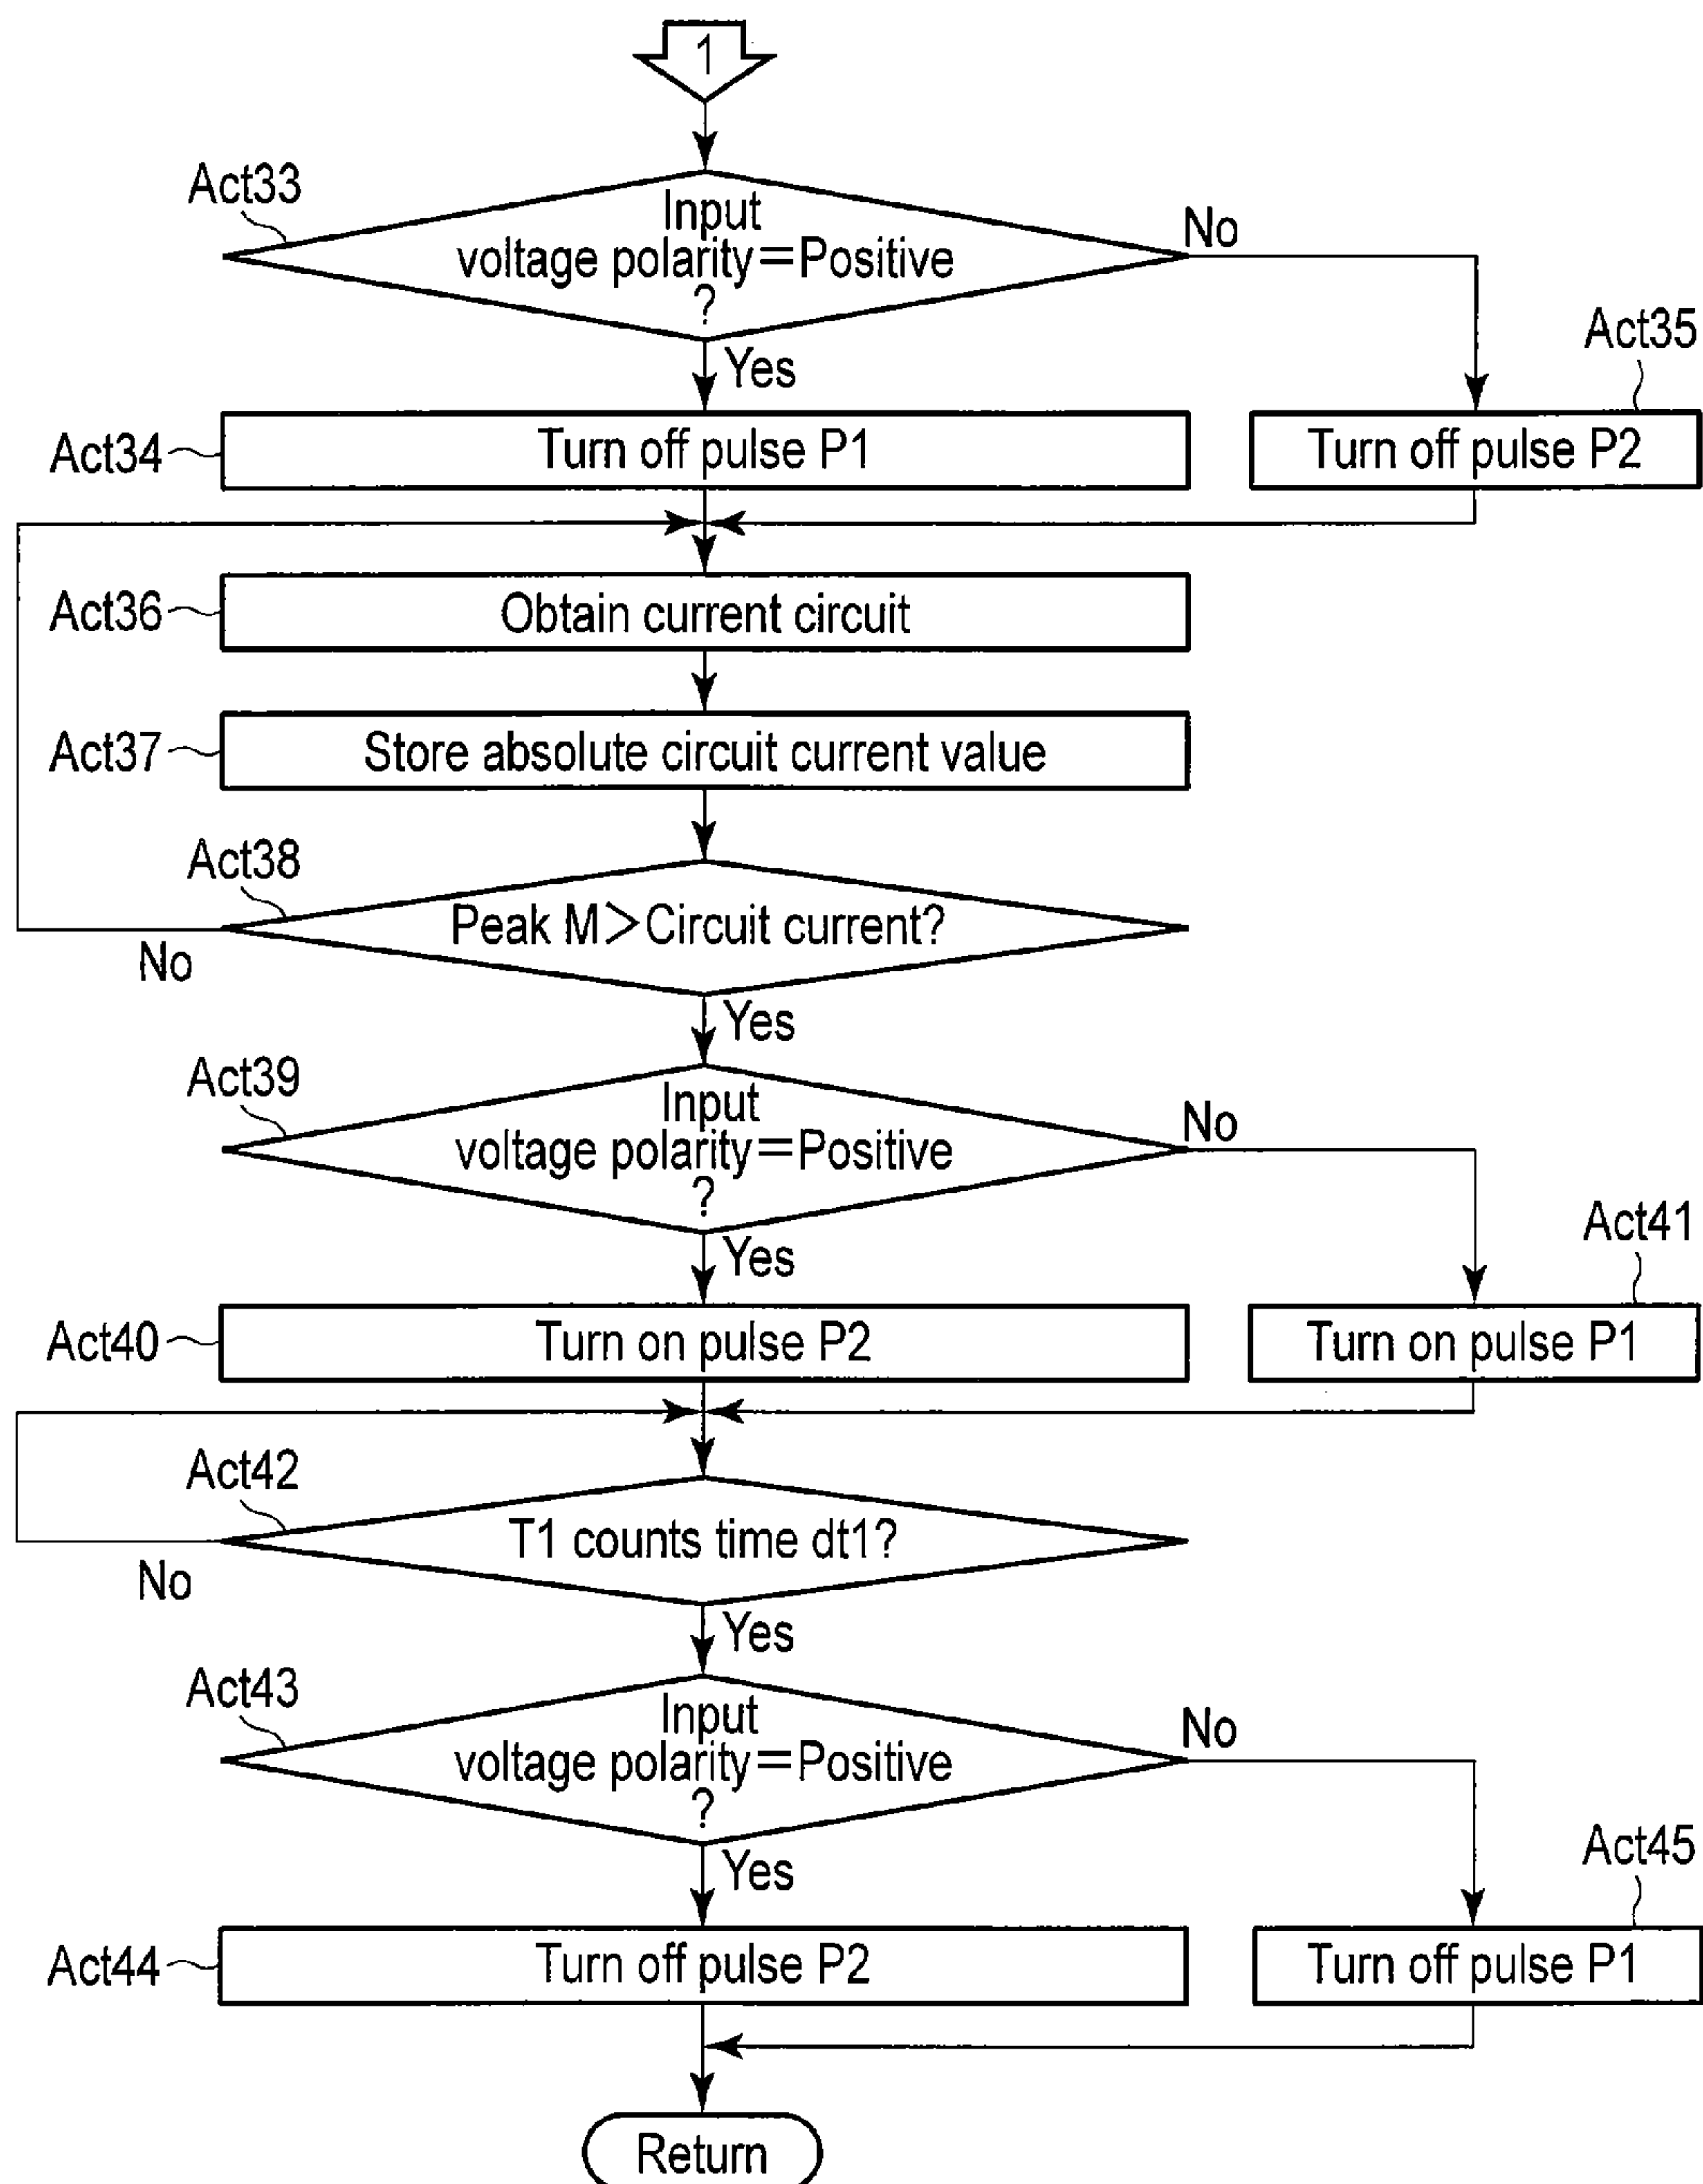 1
Act33
Input
voltage polarity=Positive
?
No
Yes
Act35
Act34
Turn off pulse P1
Turn off pulse P2
Act36
Obtain current circuit
Act37
Store absolute circuit current value
Act38
Peak M>Circuit current?
No
Yes
Act39
Input
voltage polarity=Positive
?
No
Yes
Act41
Act40
Turn on pulse P2
Turn on pulse P1
Act42
T1 counts time dt1?
No
Yes
Act43
Input
voltage polarity=Positive
?
No
Yes
Act45
Act44
Turn off pulse P2
Turn off pulse P1
Return